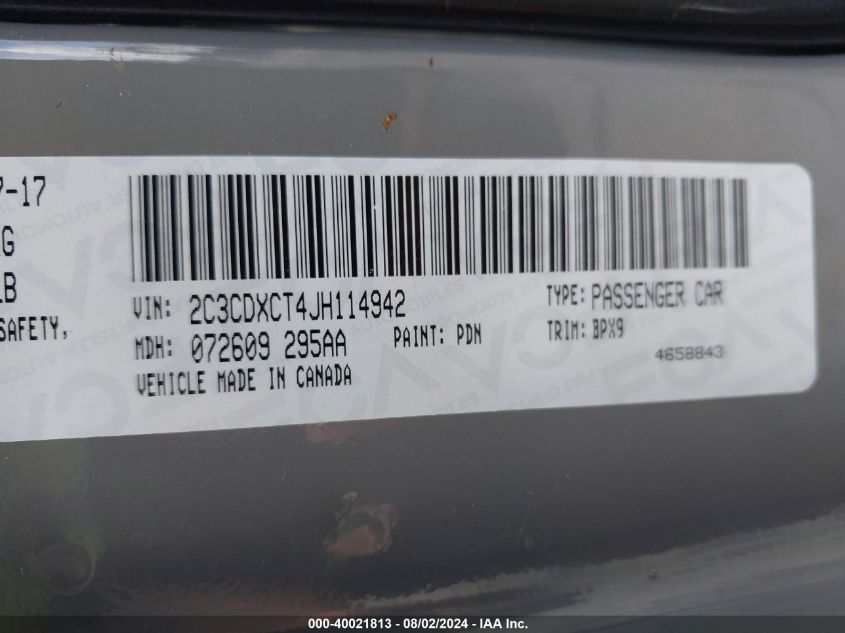 7-17
G
LB
SAFETY,
VIN: 2C3CDXCT4JH114942
TYPE: PASSENGER CAR
MDH: 072609 295AA
PAINT: PDN
TRIM: BPX9
VEHICLE MADE IN CANADA
4658843
000-40021813 - 08/02/2024 - IAA Inc.